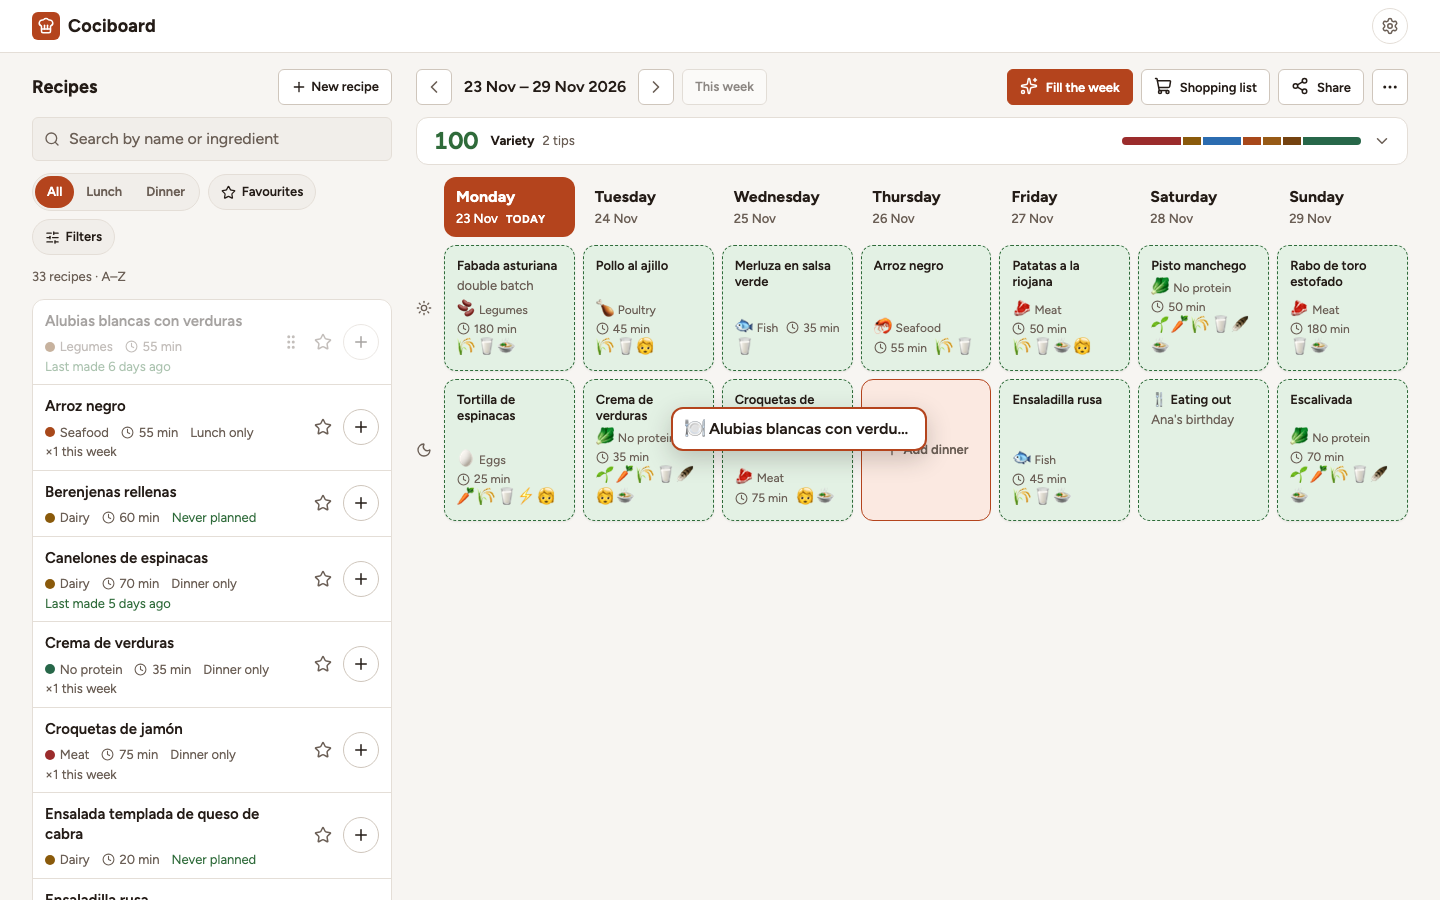 Cociboard
Recipes
New recipe
Search by name or ingredient
All
Lunch
Dinner
Favourites
Filters
33 recipes · A–Z
Alubias blancas con verduras
Legumes 55 min
Last made 6 days ago
Arroz negro
Seafood 55 min Lunch only
×1 this week
Berenjenas rellenas
Dairy 60 min Never planned
Canelones de espinacas
Dairy 70 min Dinner only
Last made 5 days ago
Crema de verduras
No protein 35 min Dinner only
×1 this week
Croquetas de jamón
Meat 75 min Dinner only
×1 this week
Ensalada templada de queso de
cabra
Dairy 20 min Never planned
Ensaladilla rusa
23 Nov – 29 Nov 2026
This week
Fill the week
Shopping list
Share
100 Variety 2 tips
Monday
23 Nov TODAY
Tuesday
24 Nov
Wednesday
25 Nov
Thursday
26 Nov
Friday
27 Nov
Saturday
28 Nov
Sunday
29 Nov
Fabada asturiana
double batch
Legumes
180 min
Pollo al ajillo
Poultry
45 min
Merluza en salsa
verde
Fish 35 min
Arroz negro
Seafood
55 min
Patatas a la
riojana
Meat
50 min
Pisto manchego
No protein
50 min
Rabo de toro
estofado
Meat
180 min
Tortilla de
espinacas
Eggs
25 min
Crema de
verduras
No protein
35 min
Croquetas de
Meat
75 min
Alubias blancas con verdu...
Add dinner
Ensaladilla rusa
Fish
45 min
Eating out
Ana's birthday
Escalivada
No protein
70 min